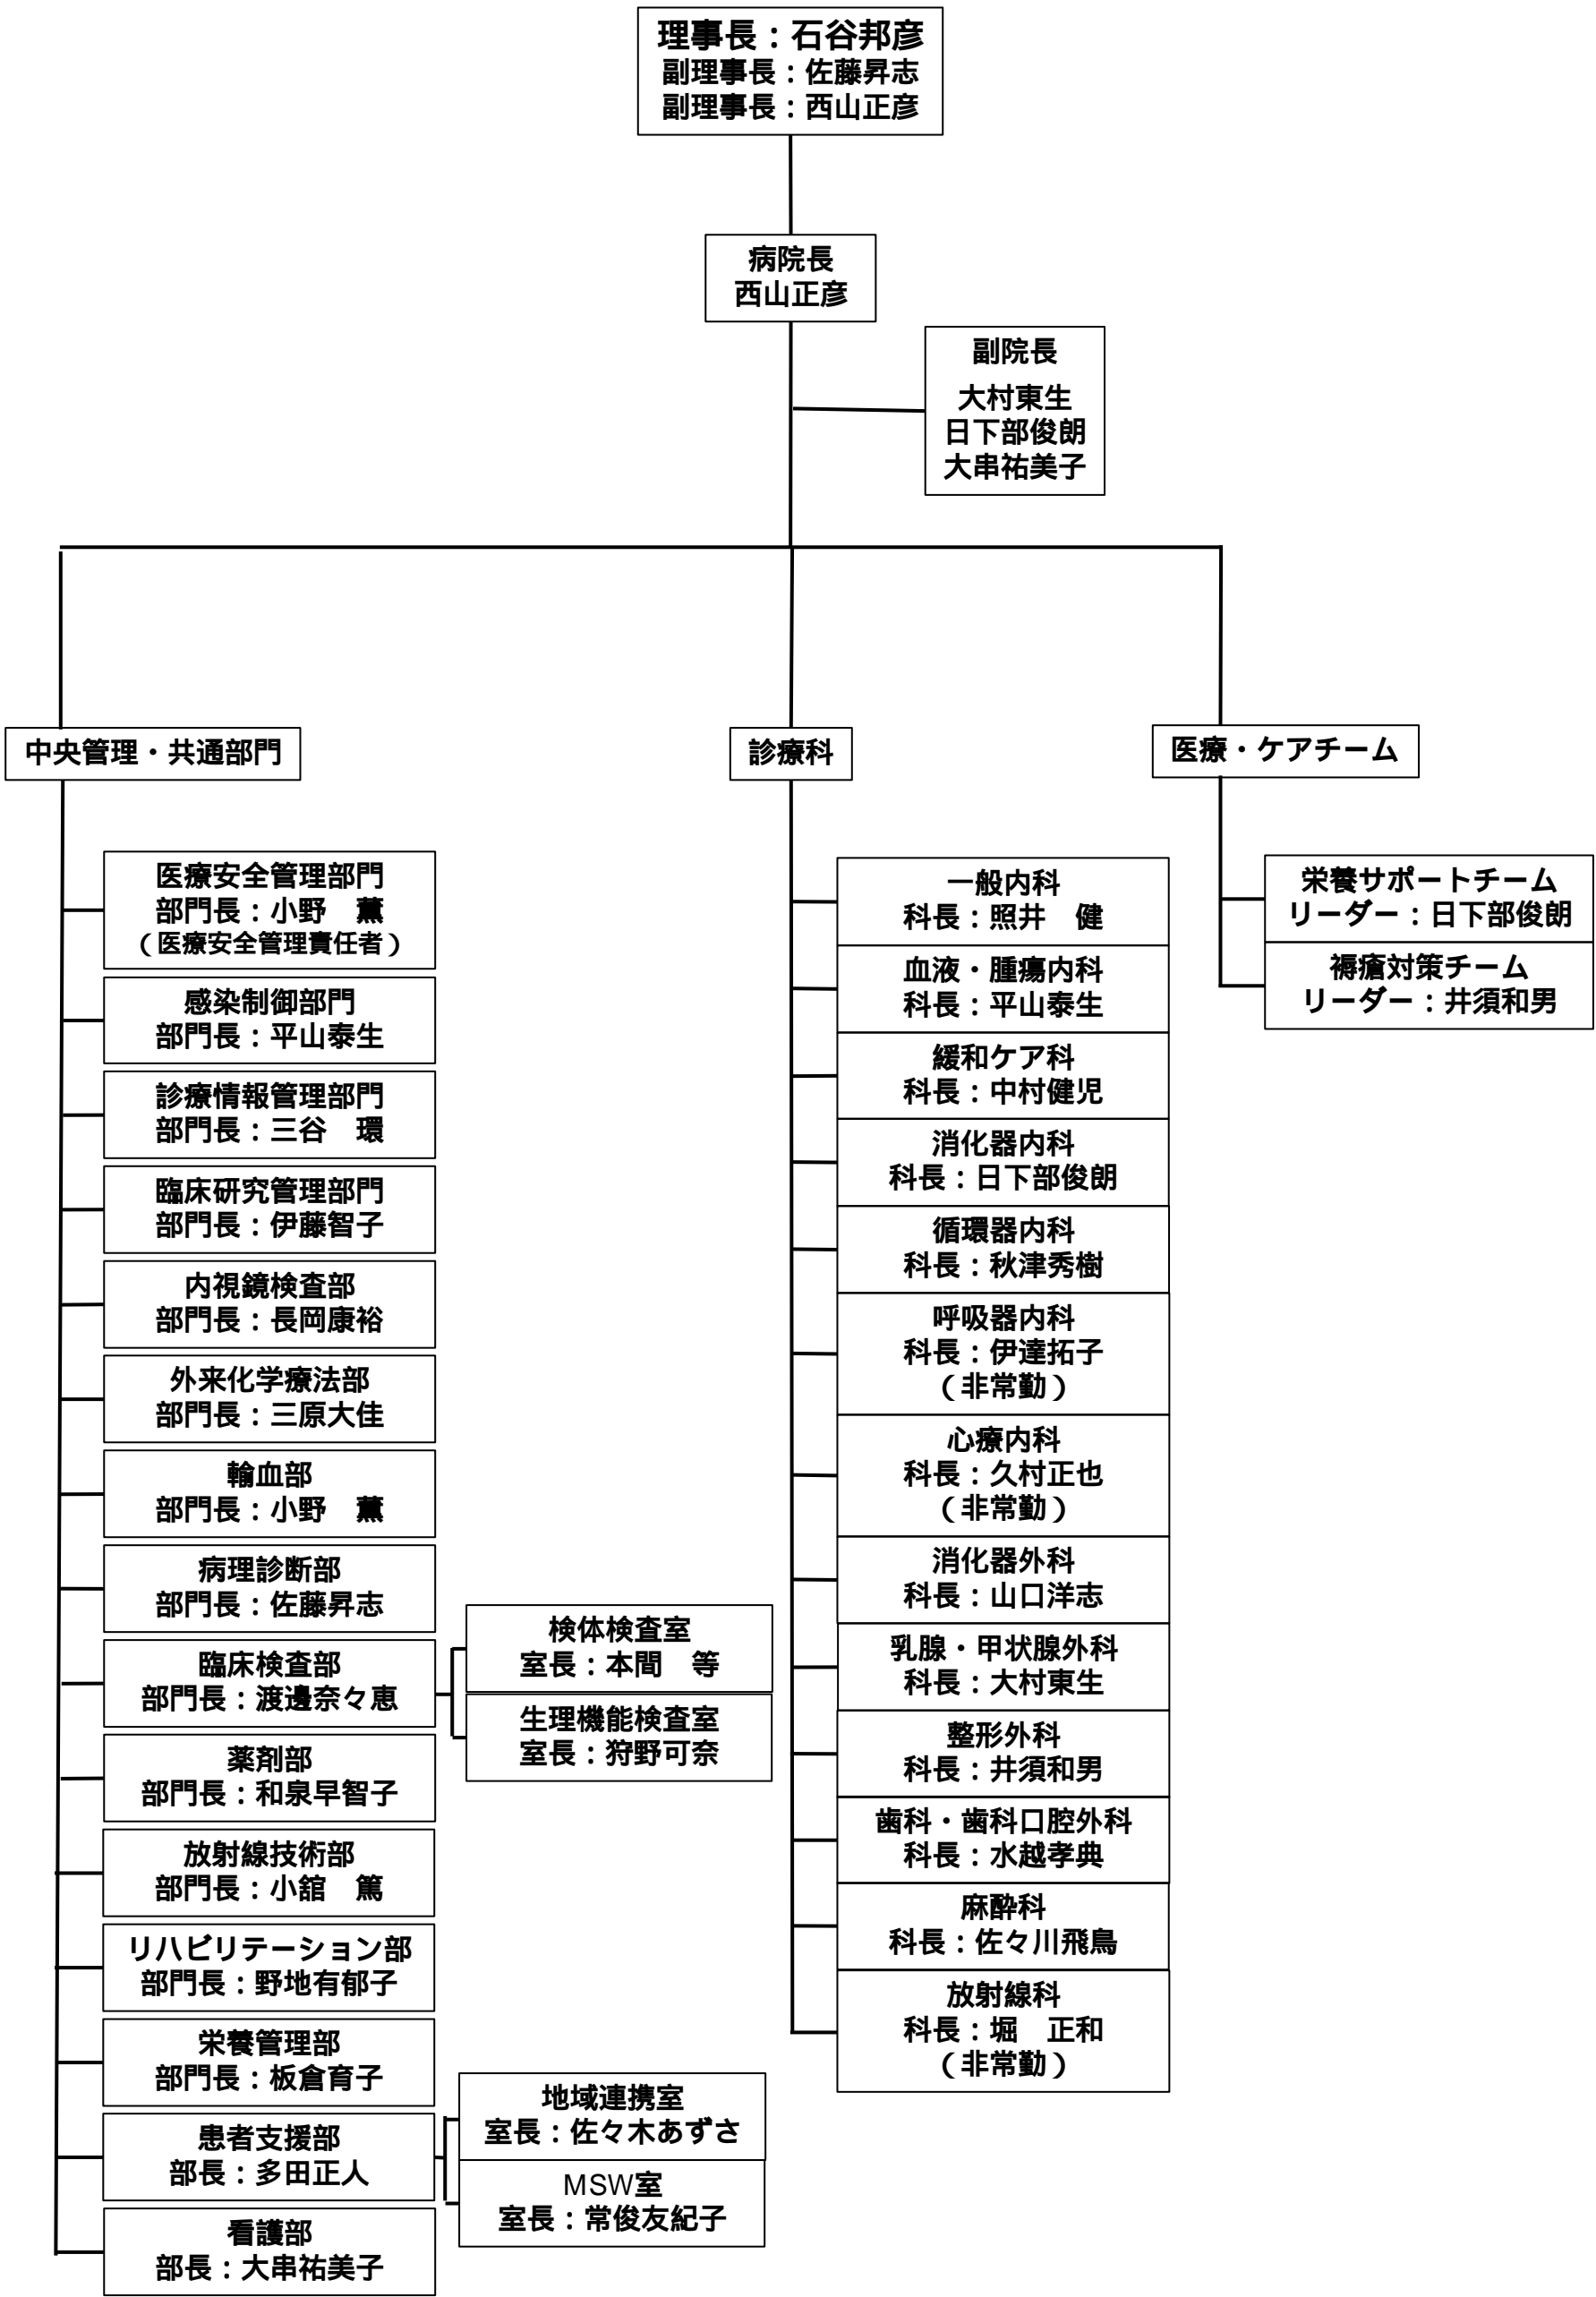 理事長：石谷邦彦
副理事長：佐藤昇志
副理事長：西山正彦
病院長
西山正彦
副院長
大村東生
日下部俊朗
大串祐美子
中央管理・共通部門
医療安全管理部門
部門長：小野　薫
（医療安全管理責任者）
感染制御部門
部門長：平山泰生
診療情報管理部門
部門長：三谷　環
臨床研究管理部門
部門長：伊藤智子
内視鏡検査部
部門長：長岡康裕
外来化学療法部
部門長：三原大佳
輸血部
部門長：小野　薫
病理診断部
部門長：佐藤昇志
臨床検査部
部門長：渡邊奈々恵
検体検査室
室長：本間　等
生理機能検査室
室長：狩野可奈
薬剤部
部門長：和泉早智子
放射線技術部
部門長：小舘　篤
リハビリテーション部
部門長：野地有郁子
栄養管理部
部門長：板倉育子
患者支援部
部長：多田正人
地域連携室
室長：佐々木あずさ
MSW室
室長：常俊友紀子
看護部
部長：大串祐美子
診療科
一般内科
科長：照井　健
血液・腫瘍内科
科長：平山泰生
緩和ケア科
科長：中村健児
消化器内科
科長：日下部俊朗
循環器内科
科長：秋津秀樹
呼吸器内科
科長：伊達拓子
（非常勤）
心療内科
科長：久村正也
（非常勤）
消化器外科
科長：山口洋志
乳腺・甲状腺外科
科長：大村東生
整形外科
科長：井須和男
歯科・歯科口腔外科
科長：水越孝典
麻酔科
科長：佐々川飛鳥
放射線科
科長：堀　正和
（非常勤）
医療・ケアチーム
栄養サポートチーム
リーダー：日下部俊朗
褥瘡対策チーム
リーダー：井須和男